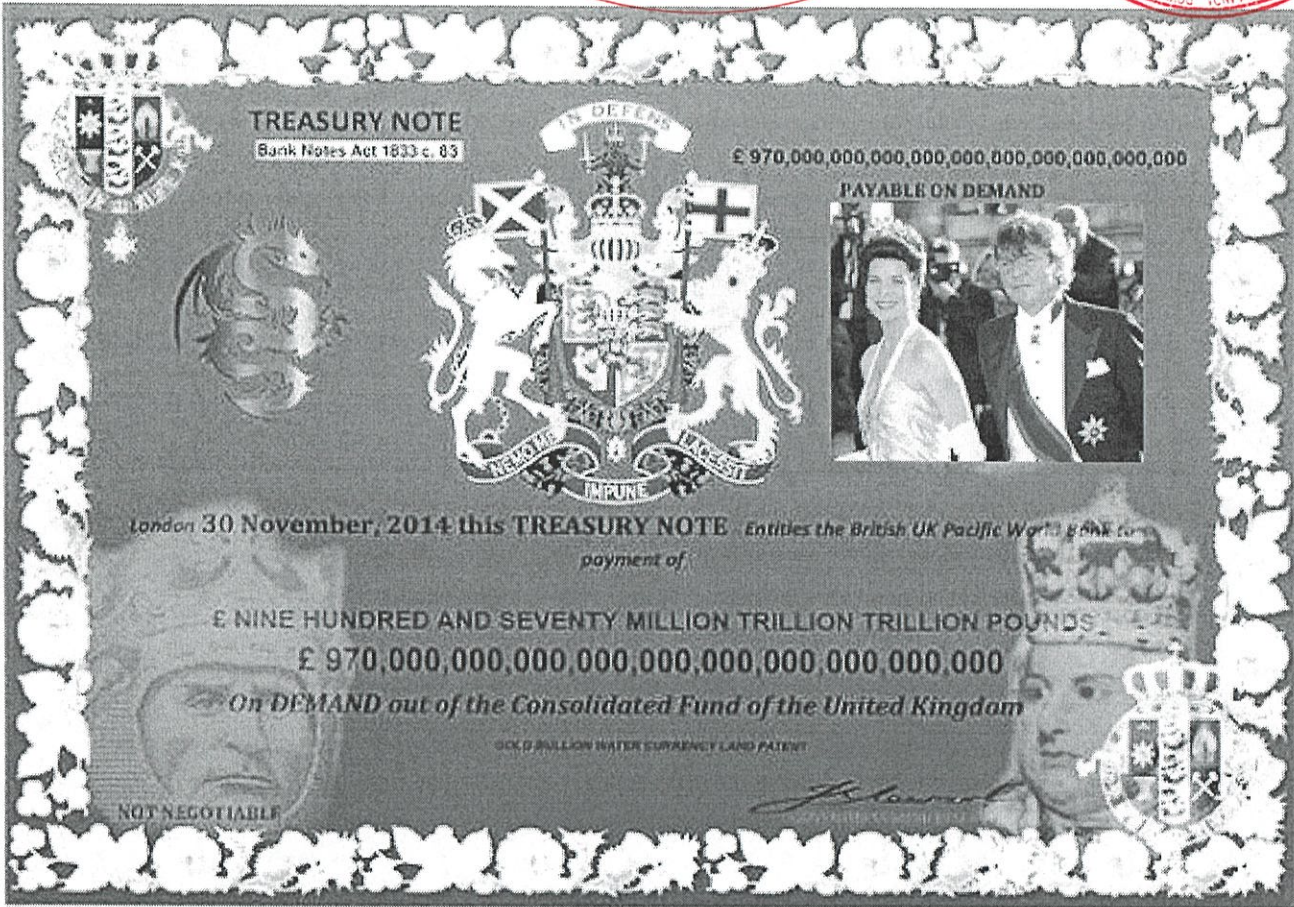 TREASURY NOTE
Bank Notes Act 1833 c. 83
IN DEFENS
£ 970,000,000,000,000,000,000,000,000,000,000
PAYABLE ON DEMAND
NEMO ME IMPUNE LACESSIT
London 30 November, 2014 this TREASURY NOTE Entitles the British UK Pacific World Bank to
payment of
£ NINE HUNDRED AND SEVENTY MILLION TRILLION TRILLION POUNDS
£ 970,000,000,000,000,000,000,000,000,000,000
On DEMAND out of the Consolidated Fund of the United Kingdom
GOLD BULLION WATER CURRENCY LAND PATENT
NOT NEGOTIABLE